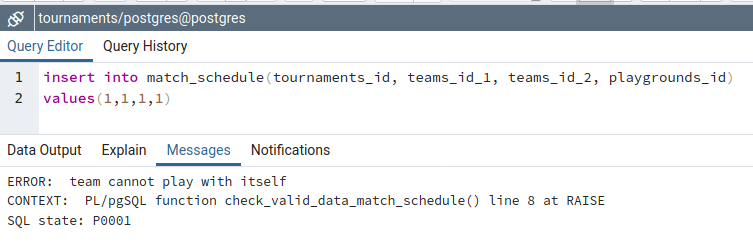 tournaments/postgres@postgres
Query Editor Query History
1 insert into match_schedule(tournaments_id, teams_id_1, teams_id_2, playgrounds_id)
2 values(1,1,1,1)
Data Output Explain Messages Notifications
ERROR:  team cannot play with itself
CONTEXT:  PL/pgSQL function check_valid_data_match_schedule() line 8 at RAISE
SQL state: P0001